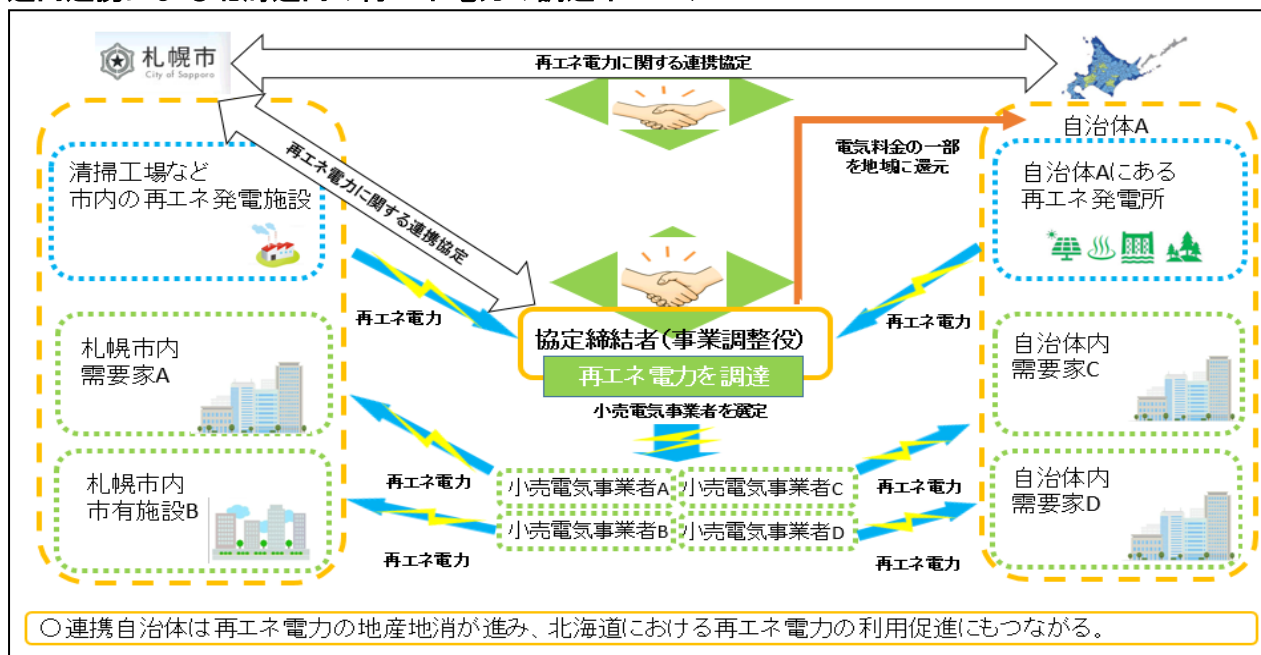 札幌市
City of Sapporo
再エネ電力に関する連携協定
再エネ電力に関する連携協定
電気料金の一部
を地域に還元
自治体A
清掃工場など
市内の再エネ発電施設
自治体Aにある
再エネ発電所
再エネ電力
再エネ電力
協定締結者(事業調整役)
再エネ電力を調達
小売電気事業者を選定
札幌市内
需要家A
自治体内
需要家C
再エネ電力
小売電気事業者A
小売電気事業者C
再エネ電力
札幌市内
市有施設B
小売電気事業者B
小売電気事業者D
自治体内
需要家D
再エネ電力
再エネ電力
〇連携自治体は再エネ電力の地産地消が進み、北海道における再エネ電力の利用促進にもつながる。